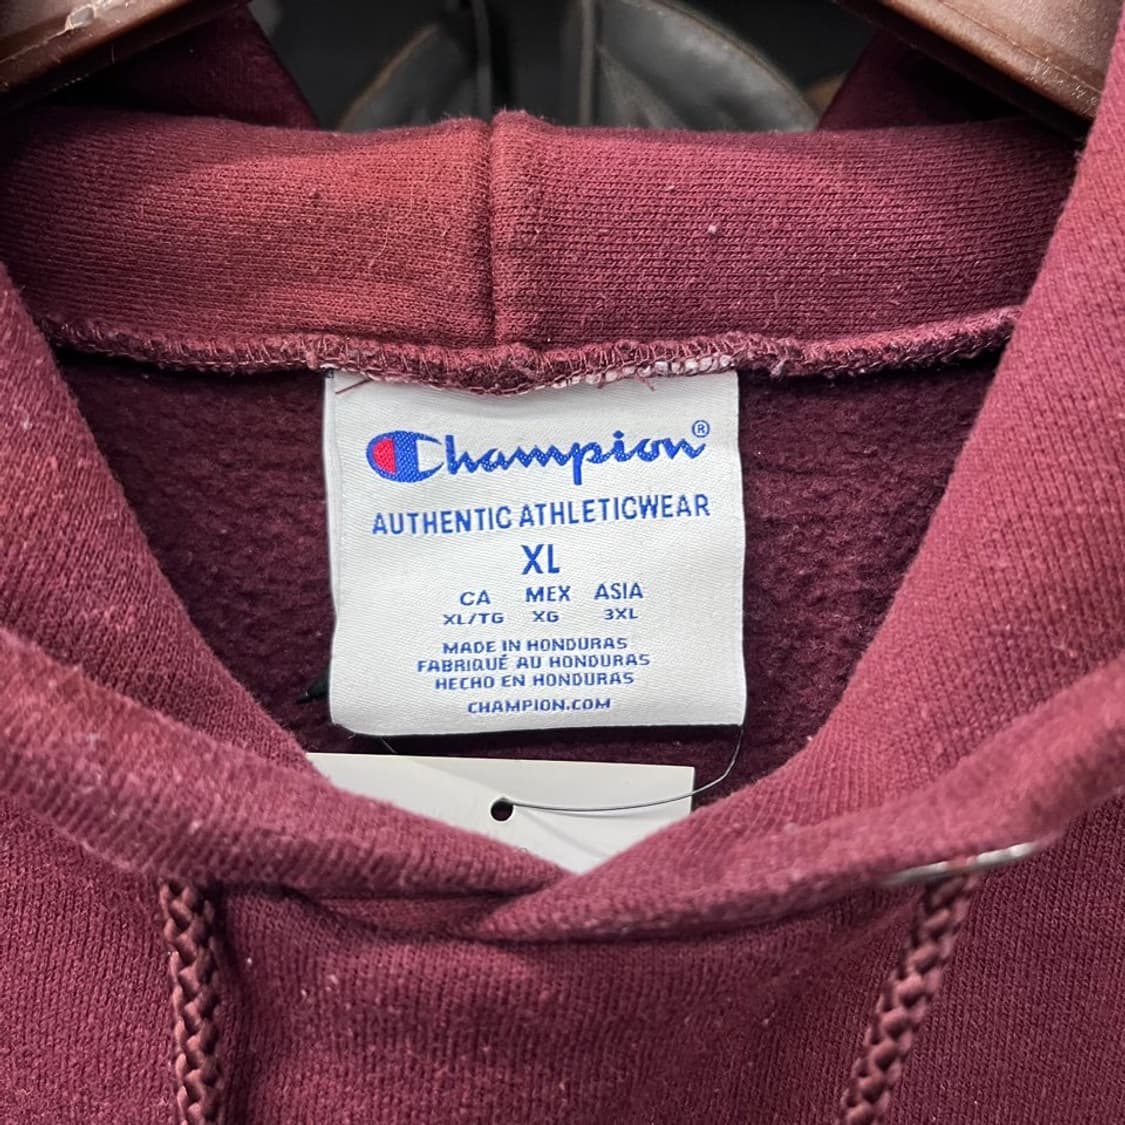 Champion®
AUTHENTIC ATHLETICWEAR
XL
CA MEX ASIA
XL/TG XG 3XL
MADE IN HONDURAS
FABRIQUÉ AU HONDURAS
HECHO EN HONDURAS
CHAMPION.COM